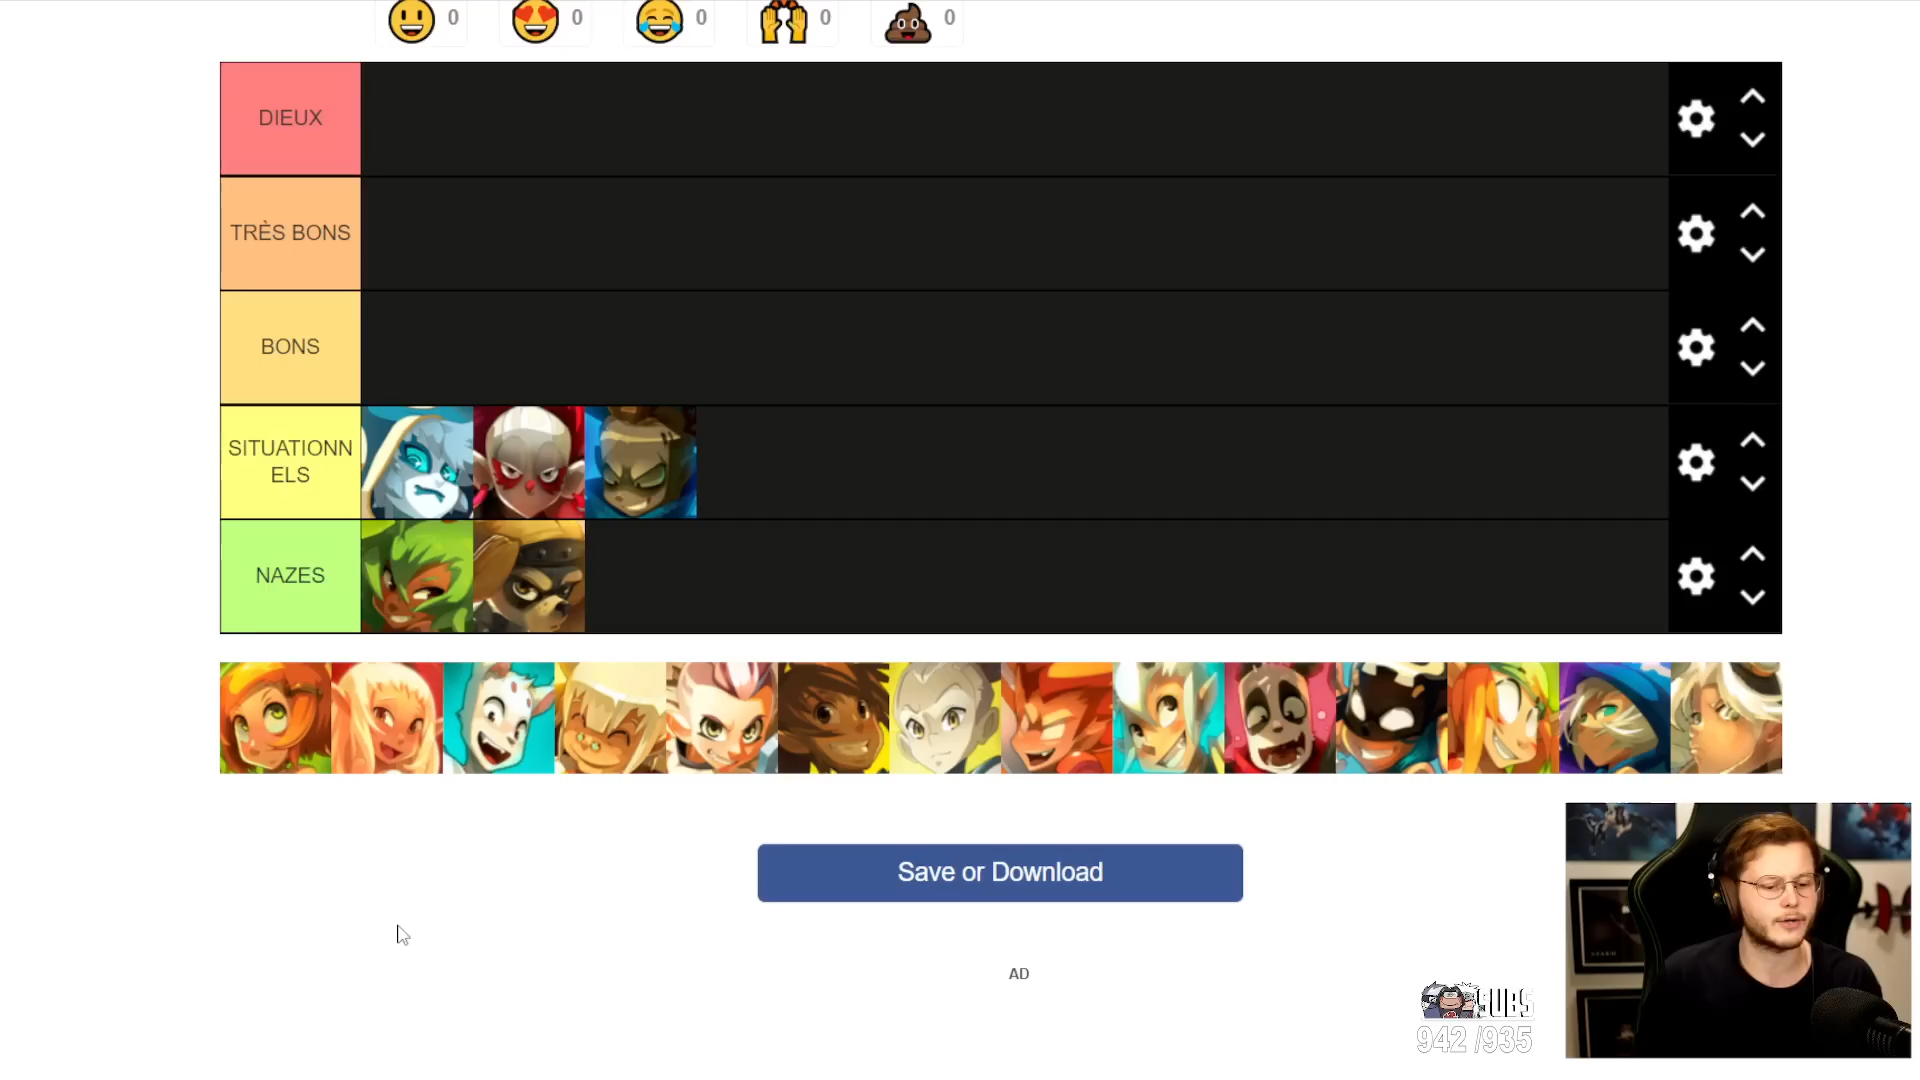 0 0 0 0 0
DIEUX
TRÈS BONS
BONS
SITUATIONN
ELS
NAZES
Save or Download
AD
SUBS
942 /935